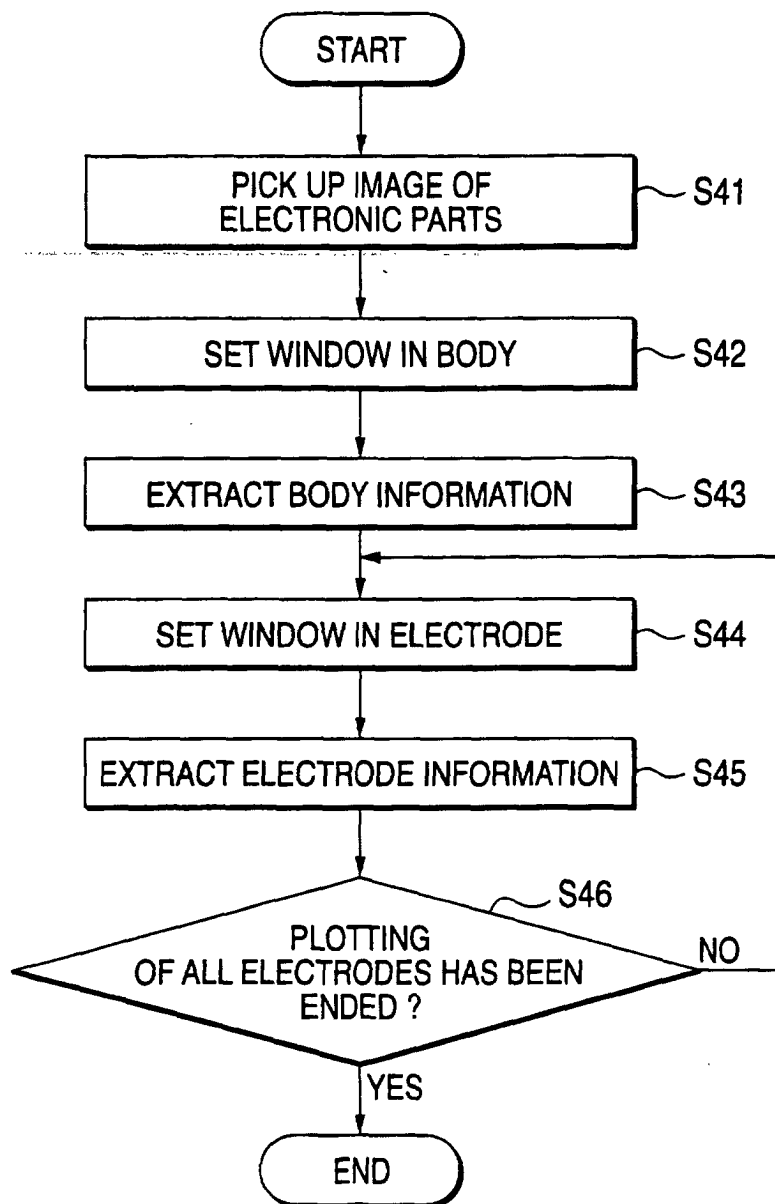 START
PICK UP IMAGE OF
ELECTRONIC PARTS
S41
SET WINDOW IN BODY
S42
EXTRACT BODY INFORMATION
S43
SET WINDOW IN ELECTRODE
S44
EXTRACT ELECTRODE INFORMATION
S45
S46
PLOTTING
OF ALL ELECTRODES HAS BEEN
ENDED ?
NO
YES
END